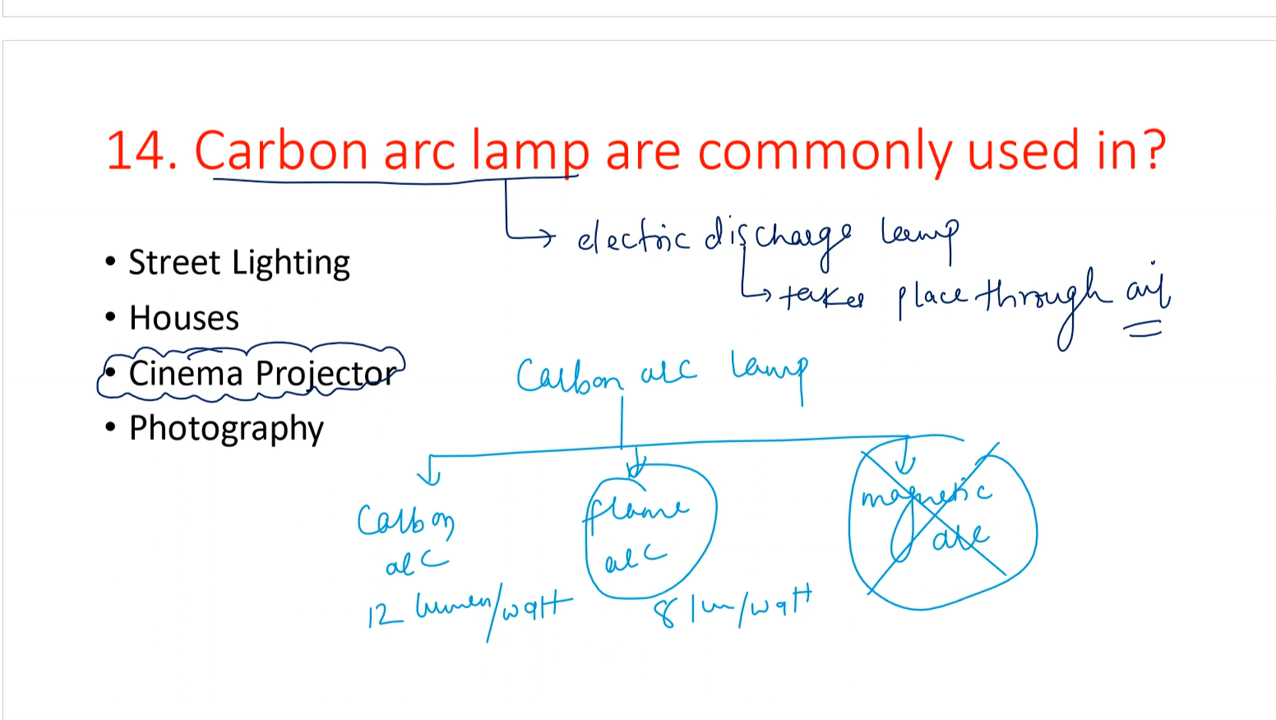 14. Carbon arc lamp are commonly used in?
→ electric discharge lamp
• Street Lighting
→ takes place through air
• Houses
• Cinema Projector
Carbon arc lamp
• Photography
Carbon arc
flame arc
magnetic arc
12 lumen/watt
8 lm/watt